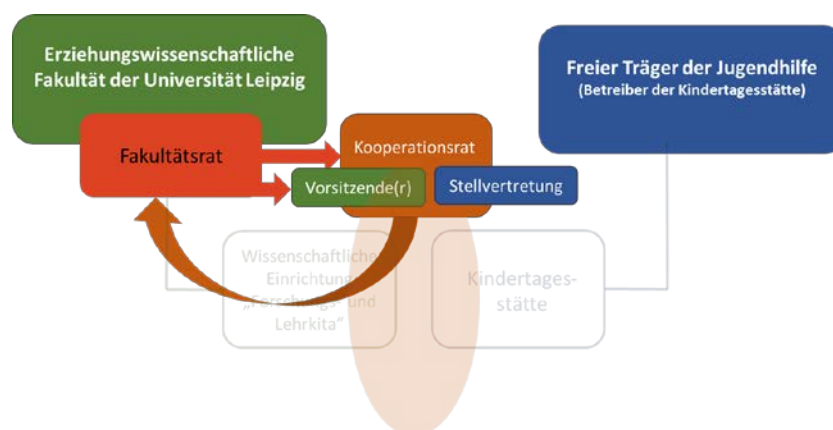 Erziehungswissenschaftliche
Fakultät der Universität Leipzig
Freier Träger der Jugendhilfe
(Betreiber der Kindertagesstätte)
Fakultätsrat
Kooperationsrat
Vorsitzende(r)
Stellvertretung
Wissenschaftliche
Einrichtung
„Forschungs- und
Lehrkita“
Kindertages-
stätte